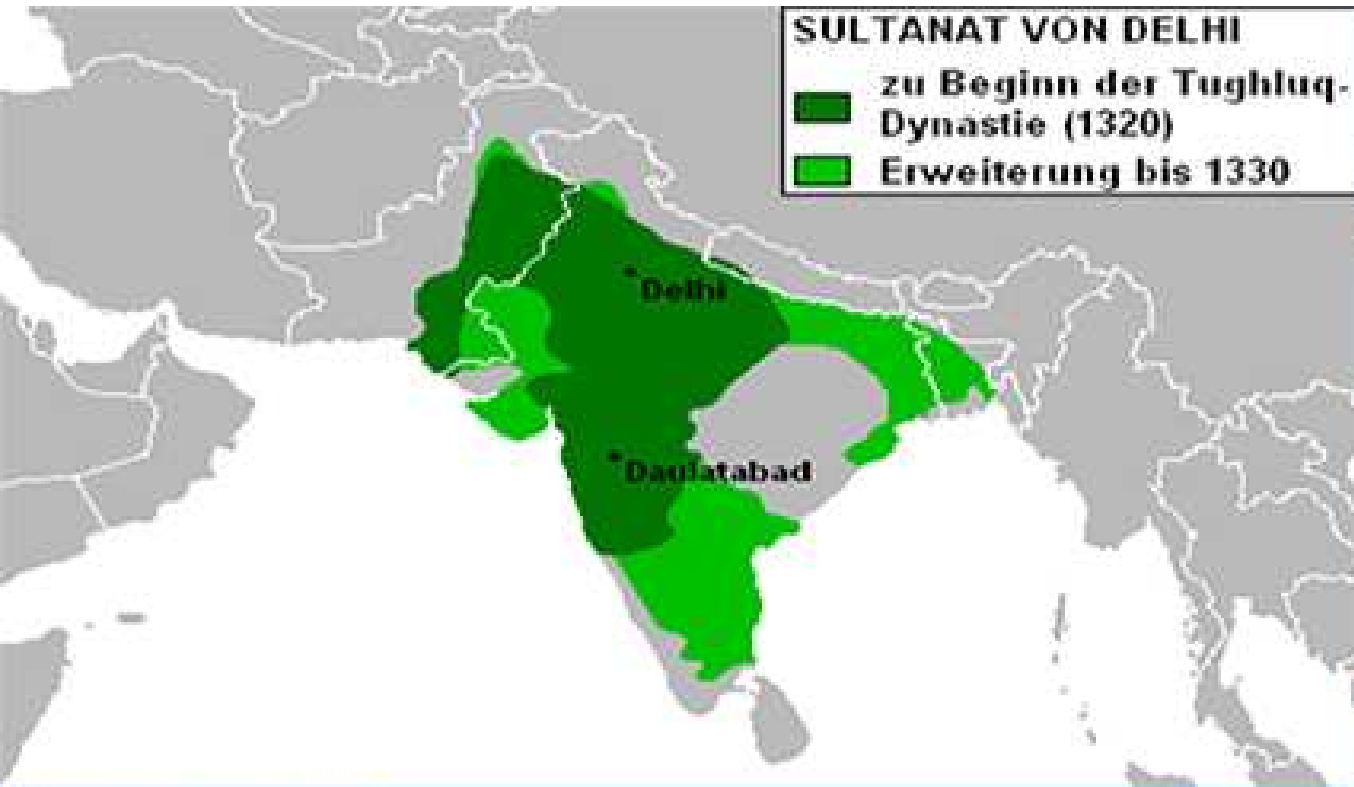 SULTANAT VON DELHI
zu Beginn der Tughluq-
Dynastie (1320)
Erweiterung bis 1330
Delhi
Daulatabad